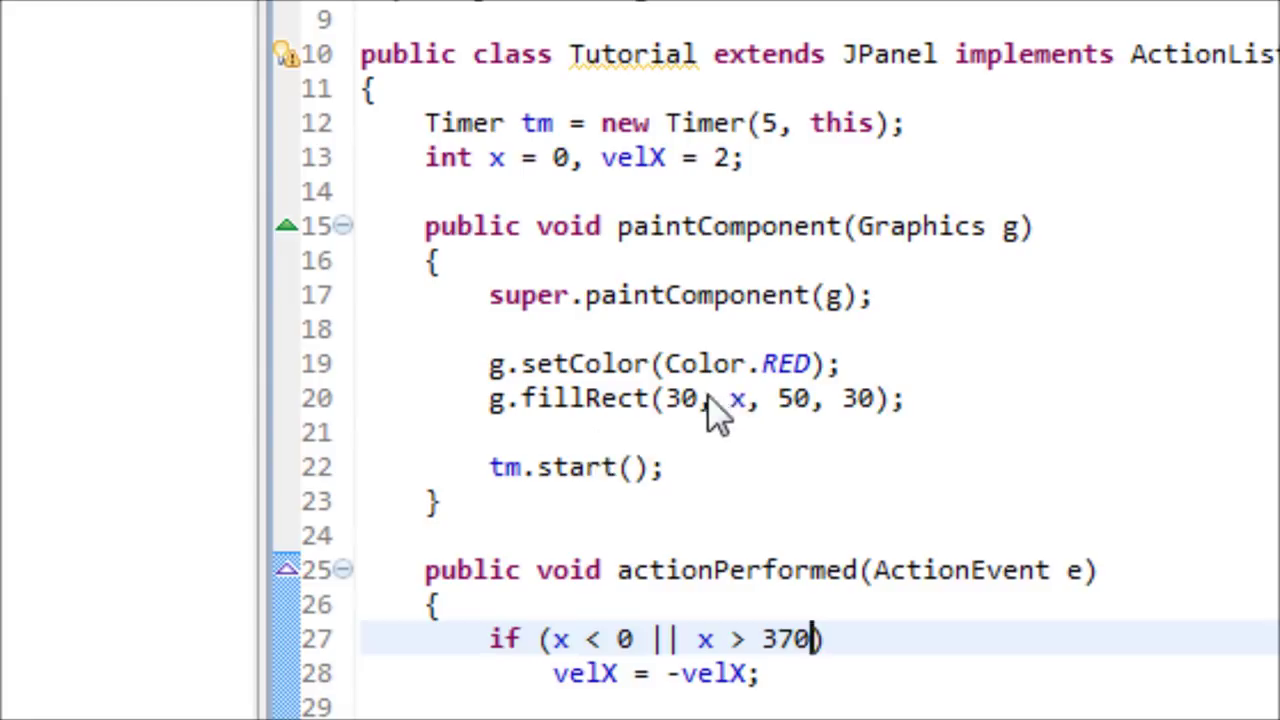 9
10 public class Tutorial extends JPanel implements ActionLis
11 {
12 Timer tm = new Timer(5, this);
13 int x = 0, velX = 2;
14
15 public void paintComponent(Graphics g)
16 {
17 super.paintComponent(g);
18
19 g.setColor(Color.RED);
20 g.fillRect(30, x, 50, 30);
21
22 tm.start();
23 }
24
25 public void actionPerformed(ActionEvent e)
26 {
27 if (x < 0 || x > 370)
28 velX = -velX;
29